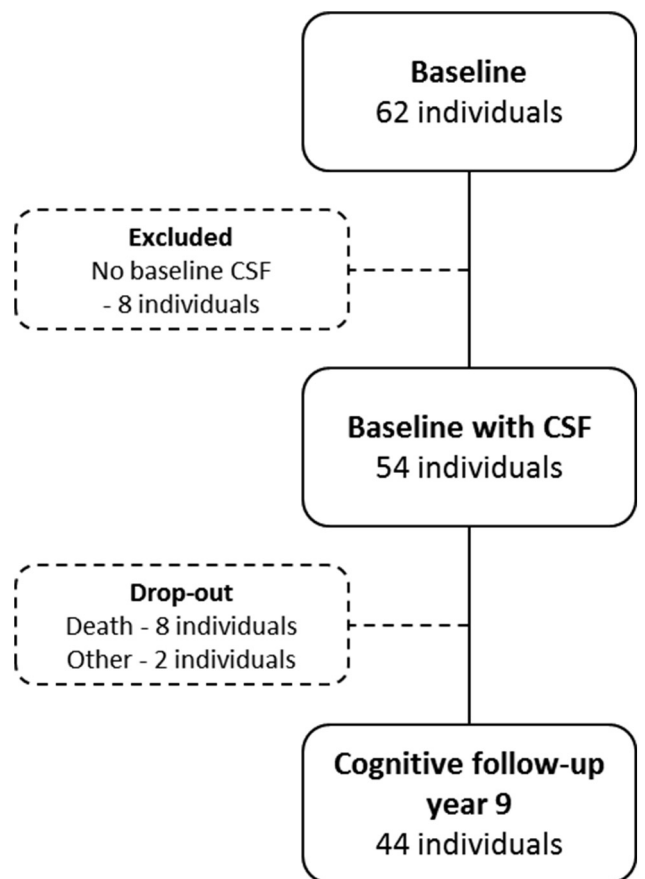 Baseline
62 individuals
Excluded
No baseline CSF
- 8 individuals
Baseline with CSF
54 individuals
Drop-out
Death - 8 individuals
Other - 2 individuals
Cognitive follow-up
year 9
44 individuals